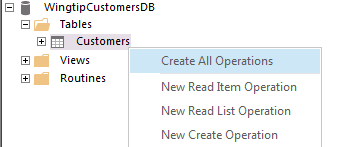 WingtipCustomersDB
Tables
Customers
Create All Operations
Views
New Read Item Operation
Routines
New Read List Operation
New Create Operation